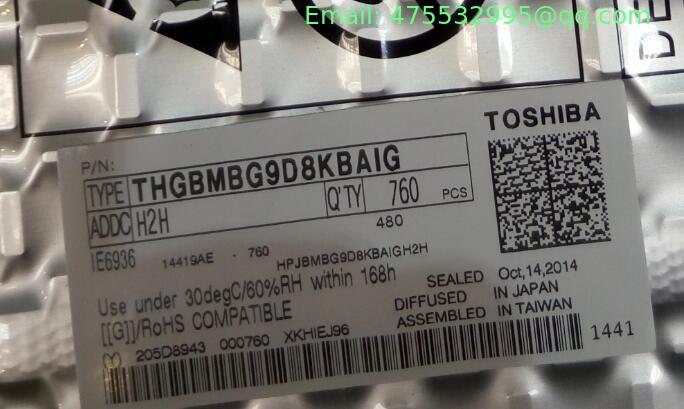 Email: 475532995@qq.com
TOSHIBA
P/N:
TYPE THGBMBG9D8KBAIG
ADDC H2H Q'TY 760 PCS
480
IE6936 14419AE - 760 HPJBMBG9D8KBAIGH2H
Use under 30degC/60%RH within 168h
[[G]]/RoHS COMPATIBLE
SEALED Oct,14,2014
DIFFUSED IN JAPAN
ASSEMBLED IN TAIWAN
205D8943 000760 XKHIEJ96
1441